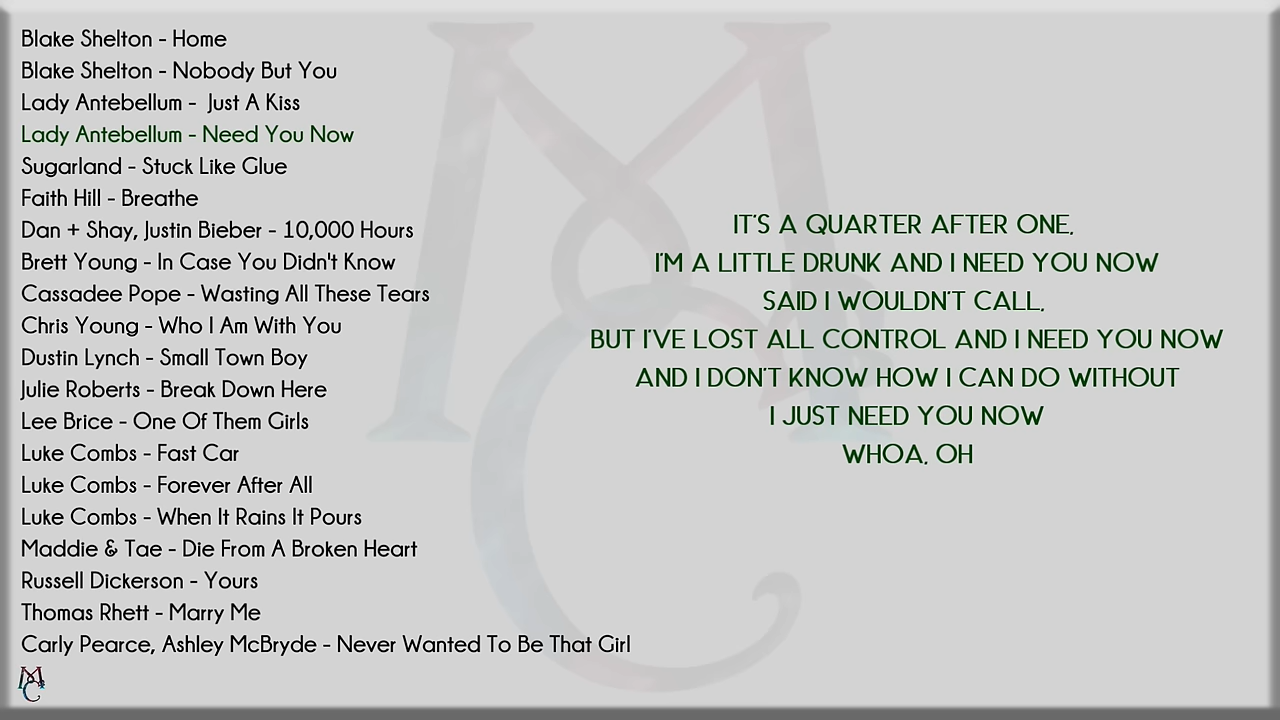 Blake Shelton - Home
Blake Shelton - Nobody But You
Lady Antebellum -  Just A Kiss
Lady Antebellum - Need You Now
Sugarland - Stuck Like Glue
Faith Hill - Breathe
Dan + Shay, Justin Bieber - 10,000 Hours
Brett Young - In Case You Didn't Know
Cassadee Pope - Wasting All These Tears
Chris Young - Who I Am With You
Dustin Lynch - Small Town Boy
Julie Roberts - Break Down Here
Lee Brice - One Of Them Girls
Luke Combs - Fast Car
Luke Combs - Forever After All
Luke Combs - When It Rains It Pours
Maddie & Tae - Die From A Broken Heart
Russell Dickerson - Yours
Thomas Rhett - Marry Me
Carly Pearce, Ashley McBryde - Never Wanted To Be That Girl
MC
IT'S A QUARTER AFTER ONE,
I'M A LITTLE DRUNK AND I NEED YOU NOW
SAID I WOULDN'T CALL,
BUT I'VE LOST ALL CONTROL AND I NEED YOU NOW
AND I DON'T KNOW HOW I CAN DO WITHOUT
I JUST NEED YOU NOW
WHOA, OH